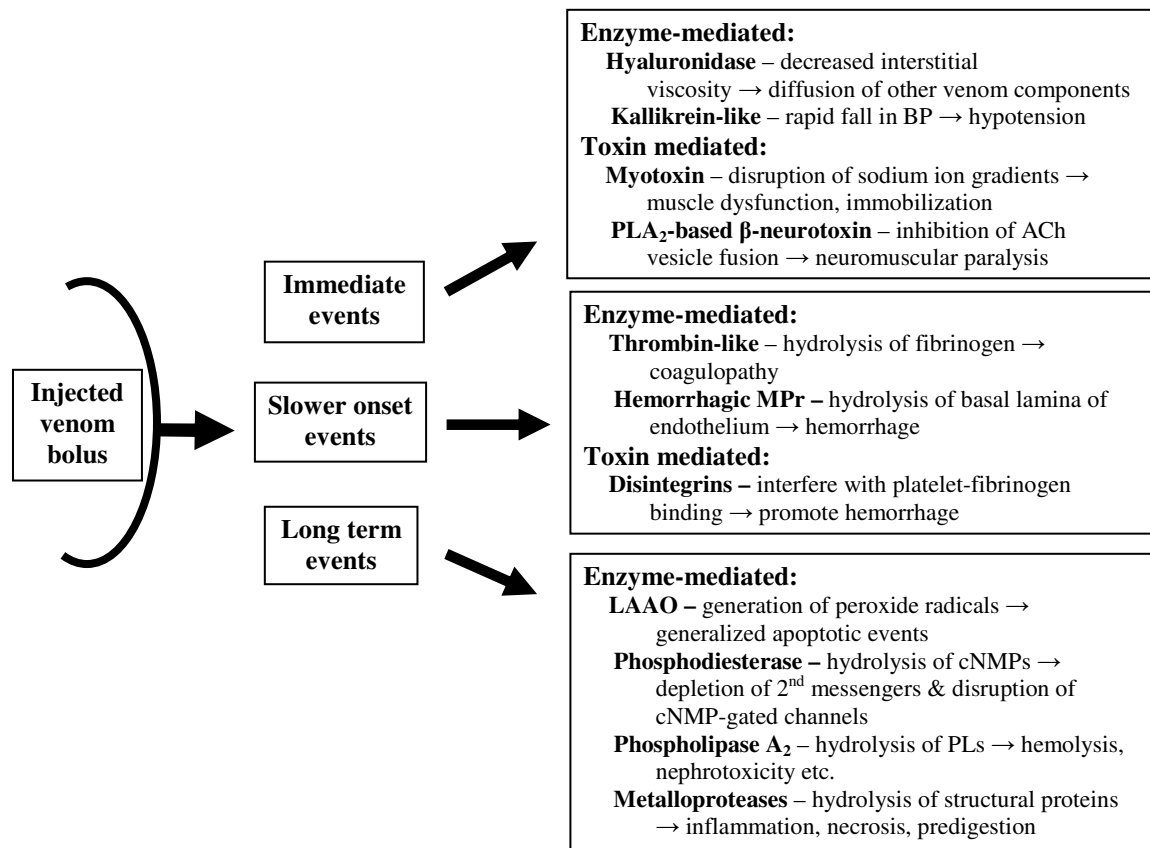 Injected
venom
bolus
Immediate
events
Slower onset
events
Long term
events
Enzyme-mediated:
Hyaluronidase – decreased interstitial
viscosity → diffusion of other venom components
Kallikrein-like – rapid fall in BP → hypotension
Toxin mediated:
Myotoxin – disruption of sodium ion gradients →
muscle dysfunction, immobilization
PLA₂-based β-neurotoxin – inhibition of ACh
vesicle fusion → neuromuscular paralysis
Enzyme-mediated:
Thrombin-like – hydrolysis of fibrinogen →
coagulopathy
Hemorrhagic MPr – hydrolysis of basal lamina of
endothelium → hemorrhage
Toxin mediated:
Disintegrins – interfere with platelet-fibrinogen
binding → promote hemorrhage
Enzyme-mediated:
LAAO – generation of peroxide radicals →
generalized apoptotic events
Phosphodiesterase – hydrolysis of cNMPs →
depletion of 2nd messengers & disruption of
cNMP-gated channels
Phospholipase A₂ – hydrolysis of PLs → hemolysis,
nephrotoxicity etc.
Metalloproteases – hydrolysis of structural proteins
→ inflammation, necrosis, predigestion